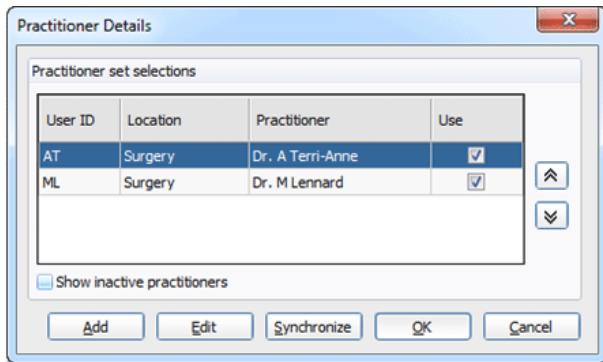 Practitioner Details
Practitioner set selections
User ID Location Practitioner Use
AT Surgery Dr. A Terri-Anne
ML Surgery Dr. M Lennard
Show inactive practitioners
Add Edit Synchronize OK Cancel